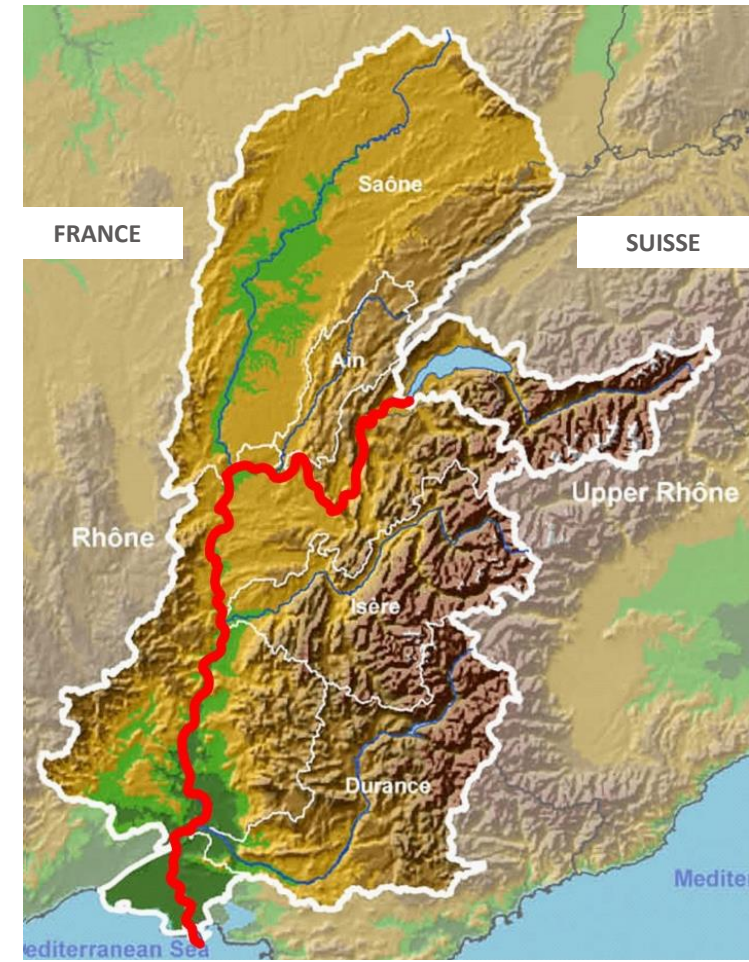 Saône
FRANCE
SUISSE
Ain
Upper Rhône
Rhône
Isère
Durance
Mediter
editerranean Sea